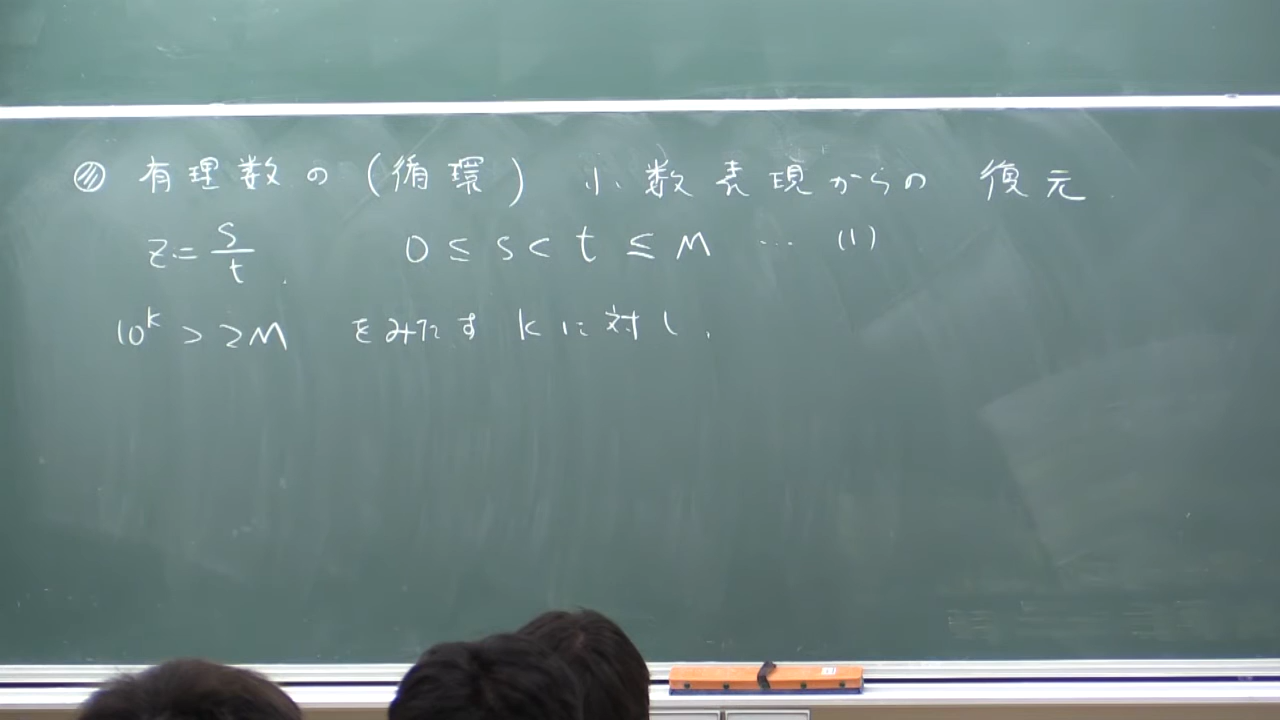 例 有理数の(循環) 小数表現からの 復元
z = s/t. 0 ≤ s < t ≤ M … (1)
10^k > 2M をみたす k に対し.